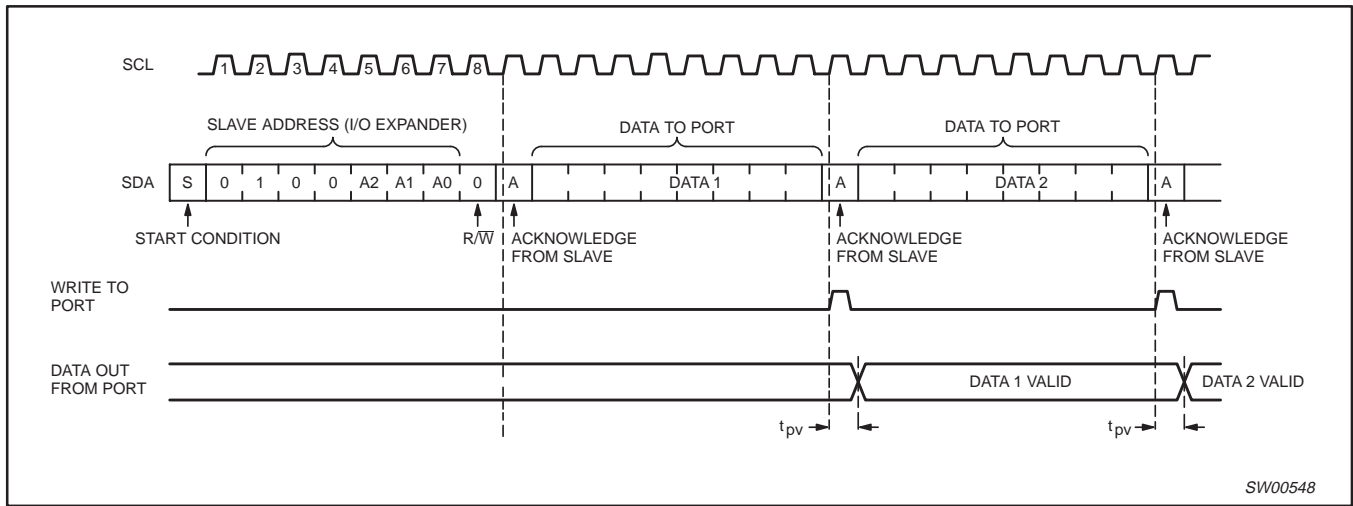 SCL 1 2 3 4 5 6 7 8
SLAVE ADDRESS (I/O EXPANDER) DATA TO PORT DATA TO PORT
SDA S 0 1 0 0 A2 A1 A0 0 A DATA 1 A DATA 2 A
START CONDITION R/W̅ ACKNOWLEDGE FROM SLAVE ACKNOWLEDGE FROM SLAVE ACKNOWLEDGE FROM SLAVE
WRITE TO
PORT
DATA OUT
FROM PORT
DATA 1 VALID DATA 2 VALID
tpv tpv
SW00548